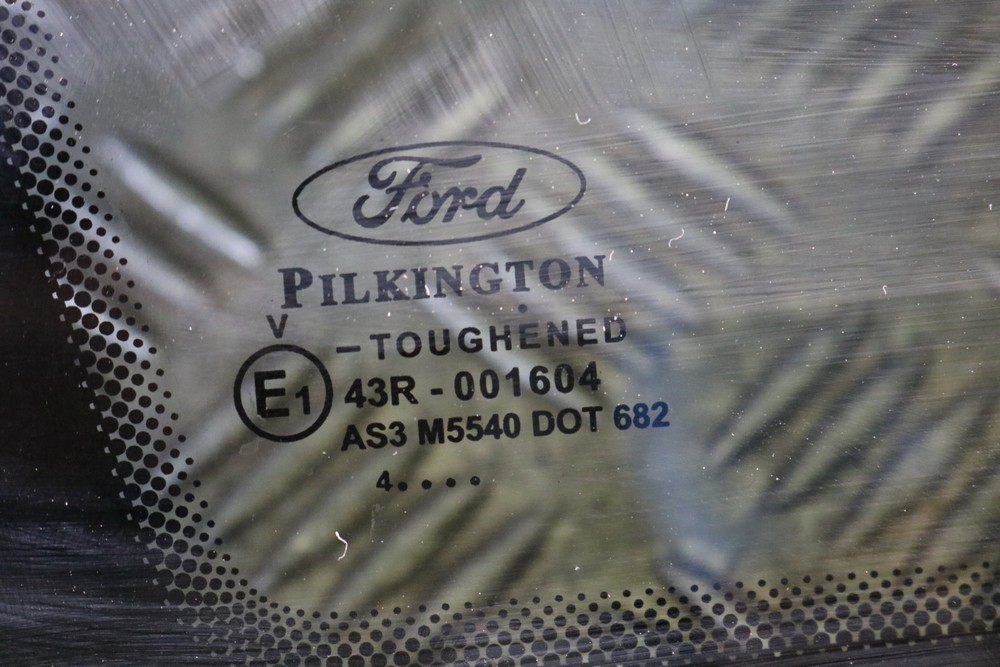 Ford
PILKINGTON
V
–TOUGHENED
E1
43R - 001604
AS3 M5540 DOT 682
4....